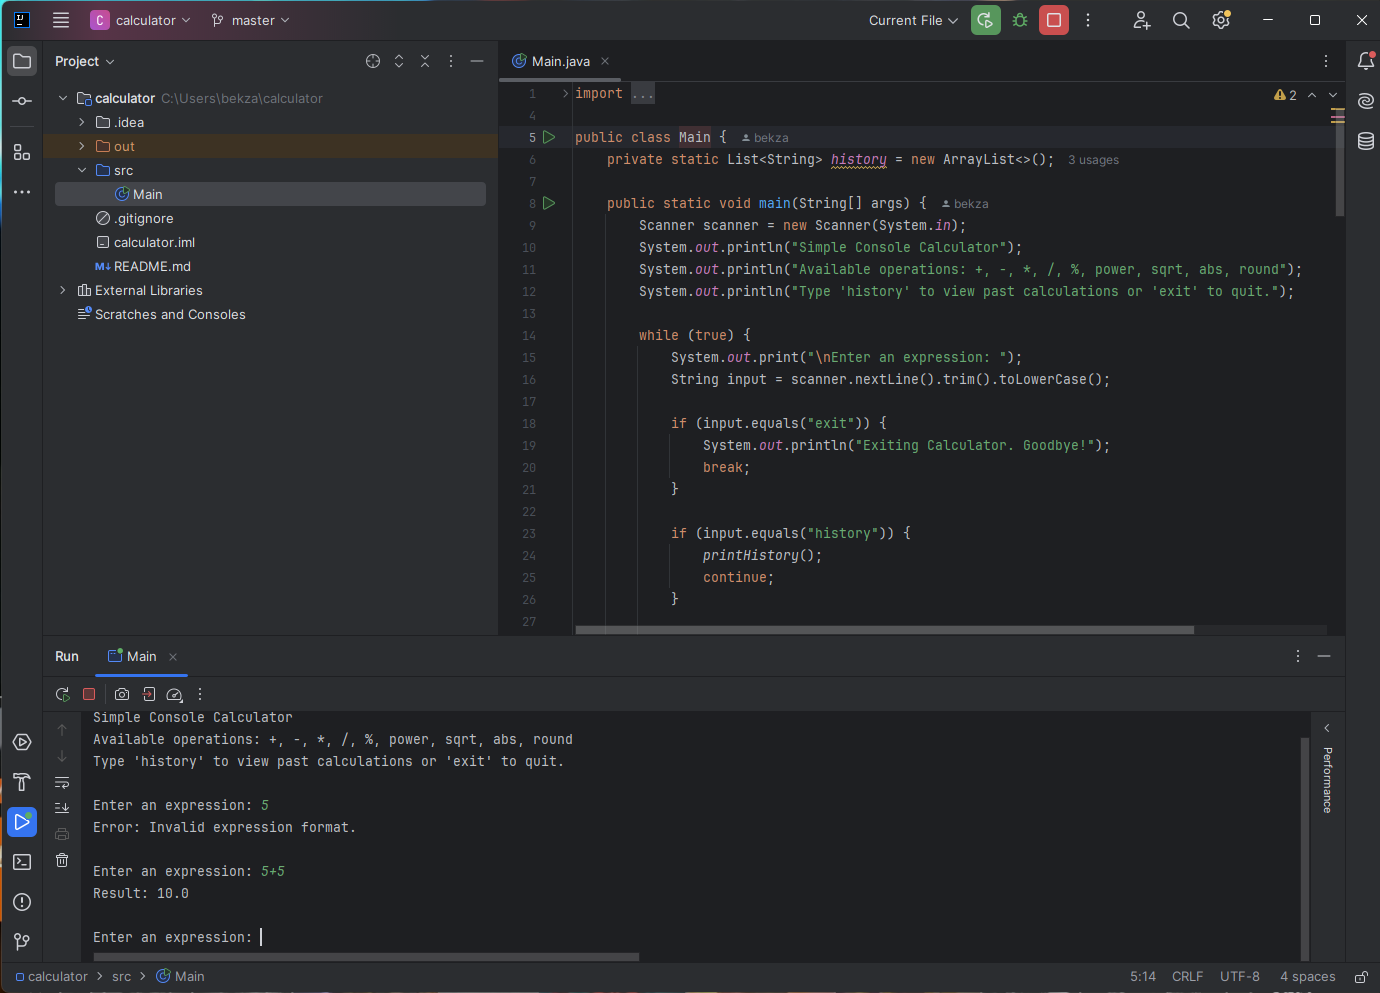 IJ
C calculator master Current File
Project
calculator C:\Users\bekza\calculator
.idea
out
src
Main
.gitignore
calculator.iml
M↓ README.md
External Libraries
Scratches and Consoles
Main.java
2
1 import ...
4
5 public class Main { bekza
6 private static List<String> history = new ArrayList<>(); 3 usages
7
8 public static void main(String[] args) { bekza
9 Scanner scanner = new Scanner(System.in);
10 System.out.println("Simple Console Calculator");
11 System.out.println("Available operations: +, -, *, /, %, power, sqrt, abs, round");
12 System.out.println("Type 'history' to view past calculations or 'exit' to quit.");
13
14 while (true) {
15 System.out.print("\nEnter an expression: ");
16 String input = scanner.nextLine().trim().toLowerCase();
17
18 if (input.equals("exit")) {
19 System.out.println("Exiting Calculator. Goodbye!");
20 break;
21 }
22
23 if (input.equals("history")) {
24 printHistory();
25 continue;
26 }
27
Run Main
Simple Console Calculator
Available operations: +, -, *, /, %, power, sqrt, abs, round
Type 'history' to view past calculations or 'exit' to quit.
Enter an expression: 5
Error: Invalid expression format.
Enter an expression: 5+5
Result: 10.0
Enter an expression:
Performance
calculator > src > Main
5:14 CRLF UTF-8 4 spaces